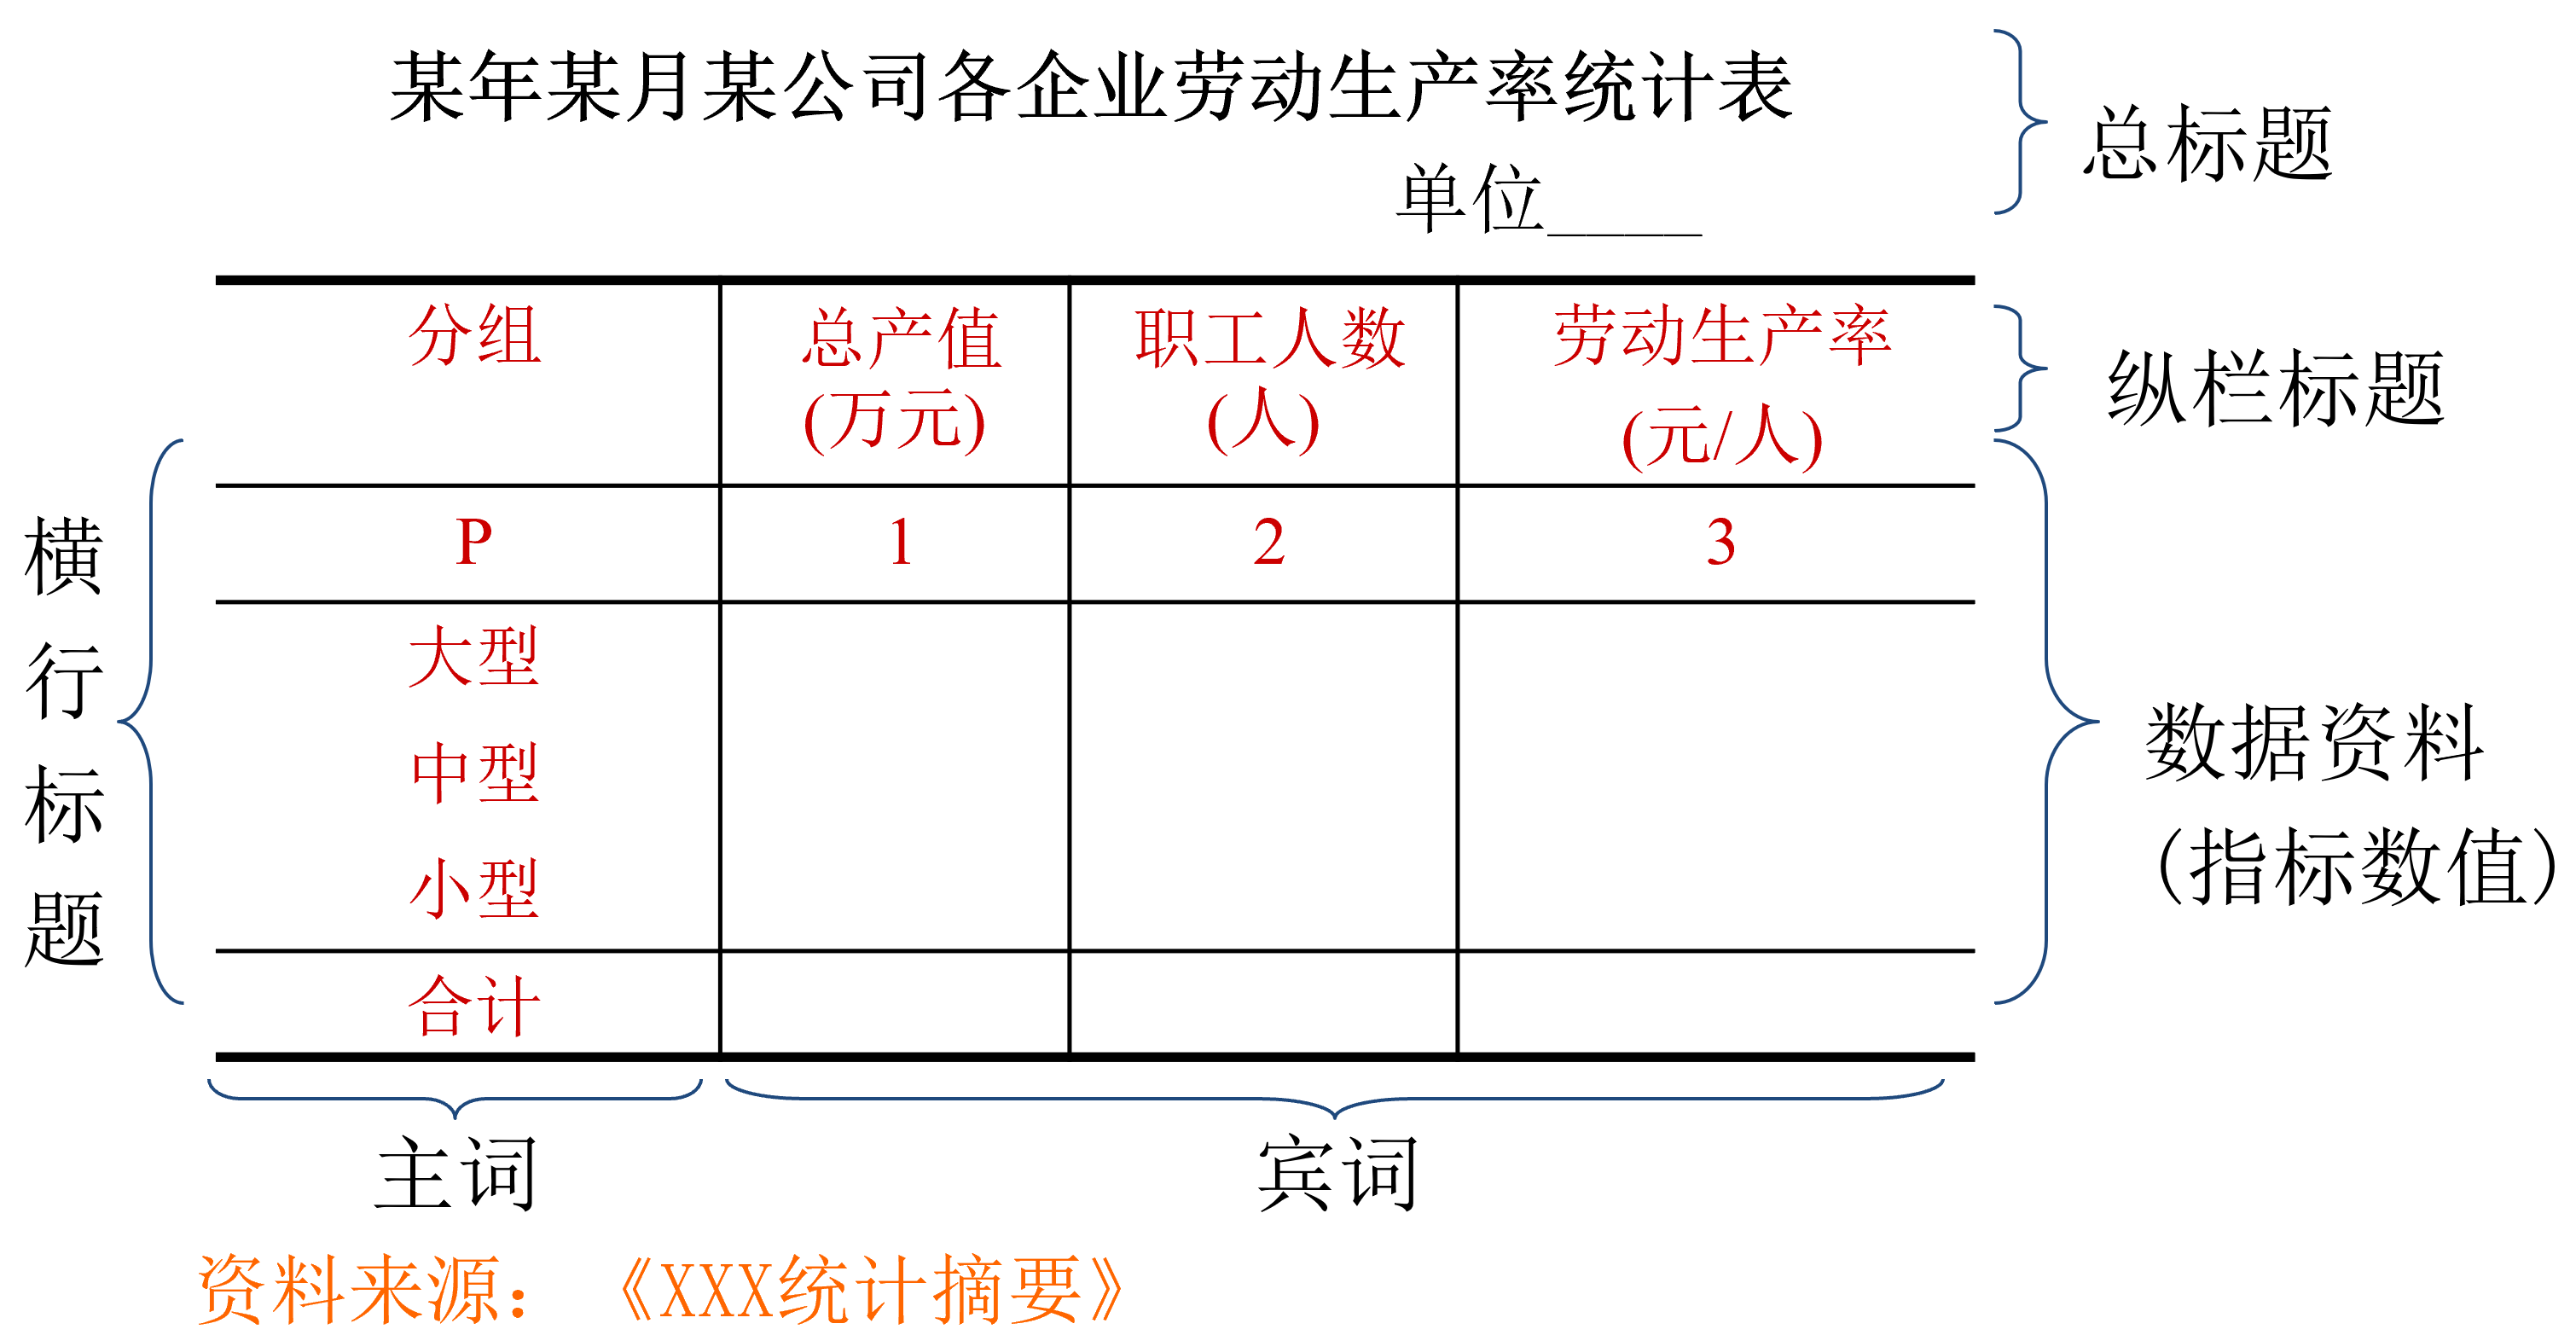 某年某月某公司各企业劳动生产率统计表
单位____
总标题
分组 总产值 职工人数 劳动生产率
(万元) (人) (元/人)
纵栏标题
P 1 2 3
大型
中型
小型
合计
横行标题
数据资料
(指标数值)
主词 宾词
资料来源：《XXX统计摘要》